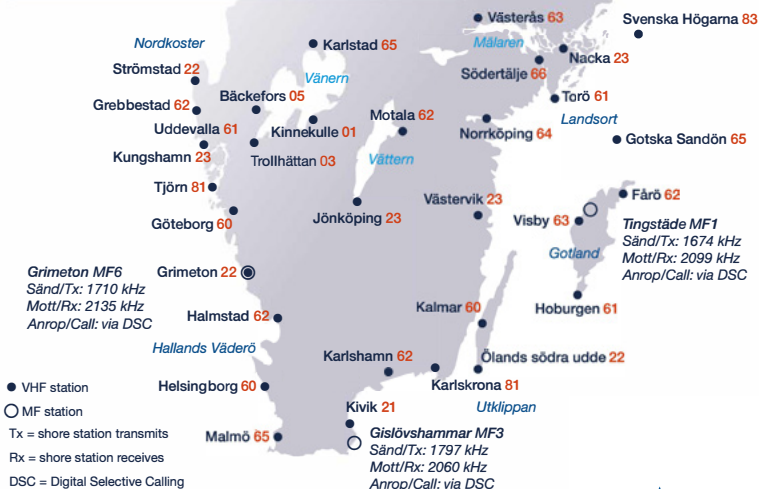 Västerås 63
Svenska Högarna 83
Nordkoster
Karlstad 65
Mälaren
Nacka 23
Strömstad 22
Vänern
Södertälje 66
Bäckefors 05
Torö 61
Grebbestad 62
Motala 62
Landsort
Uddevalla 61
Kinnekulle 01
Norrköping 64
Gotska Sandön 65
Kungshamn 23
Trollhättan 03
Vättern
Tjörn 81
Västervik 23
Fårö 62
Göteborg 60
Jönköping 23
Visby 63
Tingstäde MF1
Sänd/Tx: 1674 kHz
Mott/Rx: 2099 kHz
Anrop/Call: via DSC
Gotland
Grimeton MF6
Sänd/Tx: 1710 kHz
Mott/Rx: 2135 kHz
Anrop/Call: via DSC
Grimeton 22
Hoburgen 61
Halmstad 62
Kalmar 60
Hallands Väderö
Karlshamn 62
Ölands södra udde 22
Helsingborg 60
Karlskrona 81
Utklippan
Kivik 21
Malmö 65
Gislövshammar MF3
Sänd/Tx: 1797 kHz
Mott/Rx: 2060 kHz
Anrop/Call: via DSC
VHF station
MF station
Tx = shore station transmits
Rx = shore station receives
DSC = Digital Selective Calling